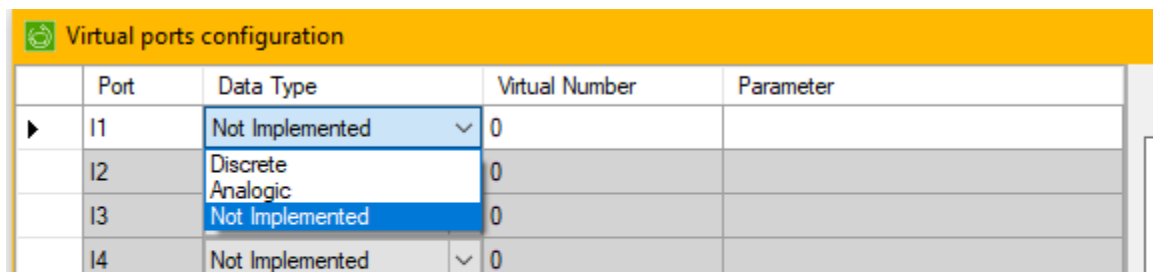 Virtual ports configuration
Port Data Type Virtual Number Parameter
I1 Not Implemented 0
I2 Discrete 0
Analogic
I3 Not Implemented 0
I4 Not Implemented 0